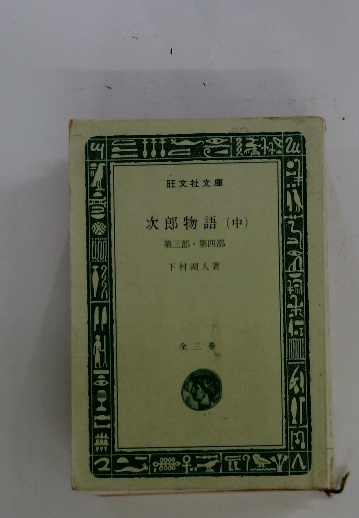 旺文社文庫
次郎物語（中）
第三部・第四部
下村湖人著
全三巻